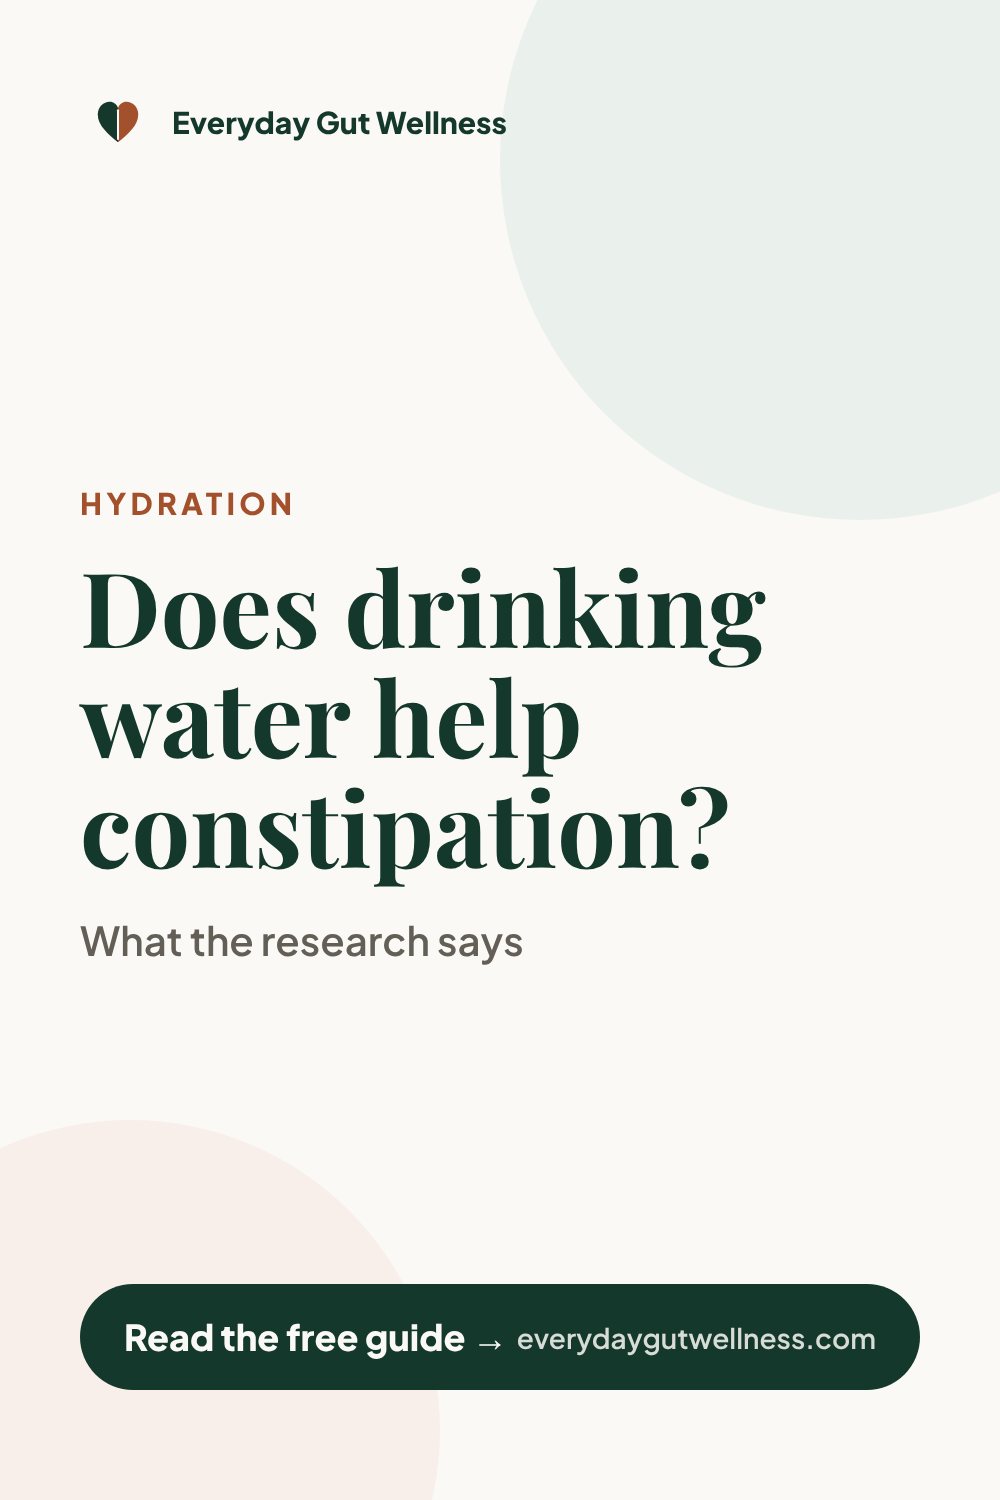 Everyday Gut Wellness
HYDRATION
Does drinking
water help
constipation?
What the research says
Read the free guide → everydaygutwellness.com